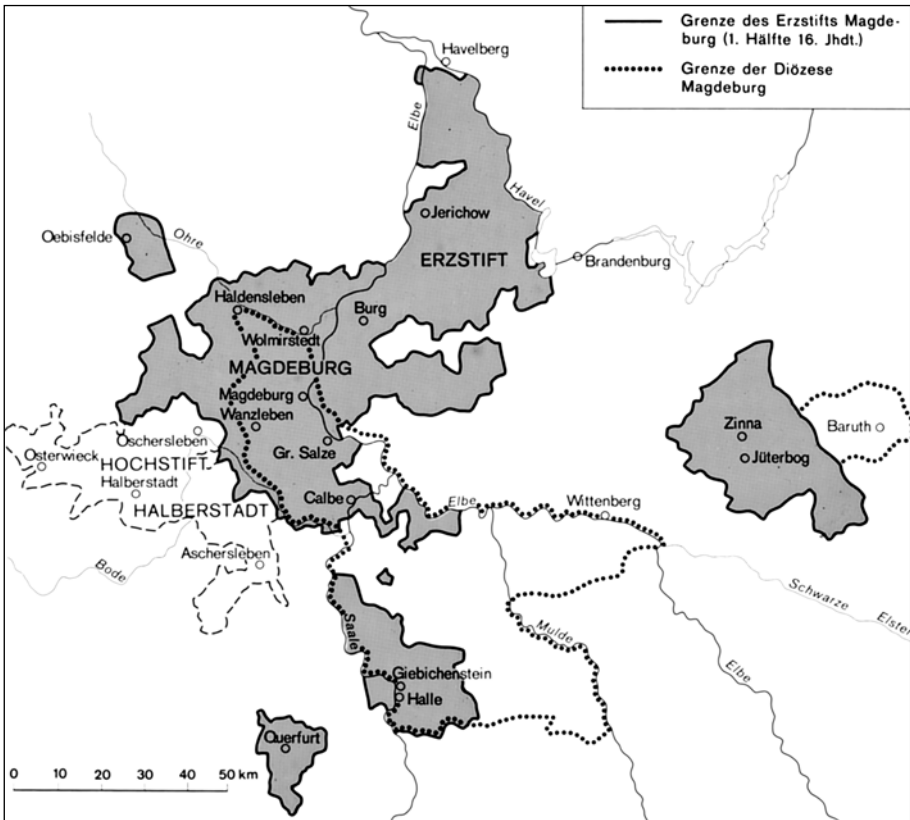 Grenze des Erzstifts Magde-
burg (1. Hälfte 16. Jhdt.)
Grenze der Diözese
Magdeburg
Havelberg
Elbe
Havel
Jerichow
Oebisfelde
Ohre
ERZSTIFT
Brandenburg
Haldensleben
Burg
Wolmirstedt
MAGDEBURG
Magdeburg
Wanzleben
Oschersleben
Gr. Salze
Zinna
Baruth
Jüterbog
Osterwieck
HOCHSTIFT
Halberstadt
HALBERSTADT
Calbe
Elbe
Wittenberg
Aschersleben
Bode
Schwarze
Elster
Saale
Mulde
Elbe
Giebichenstein
Halle
Querfurt
0 10 20 30 40 50 km